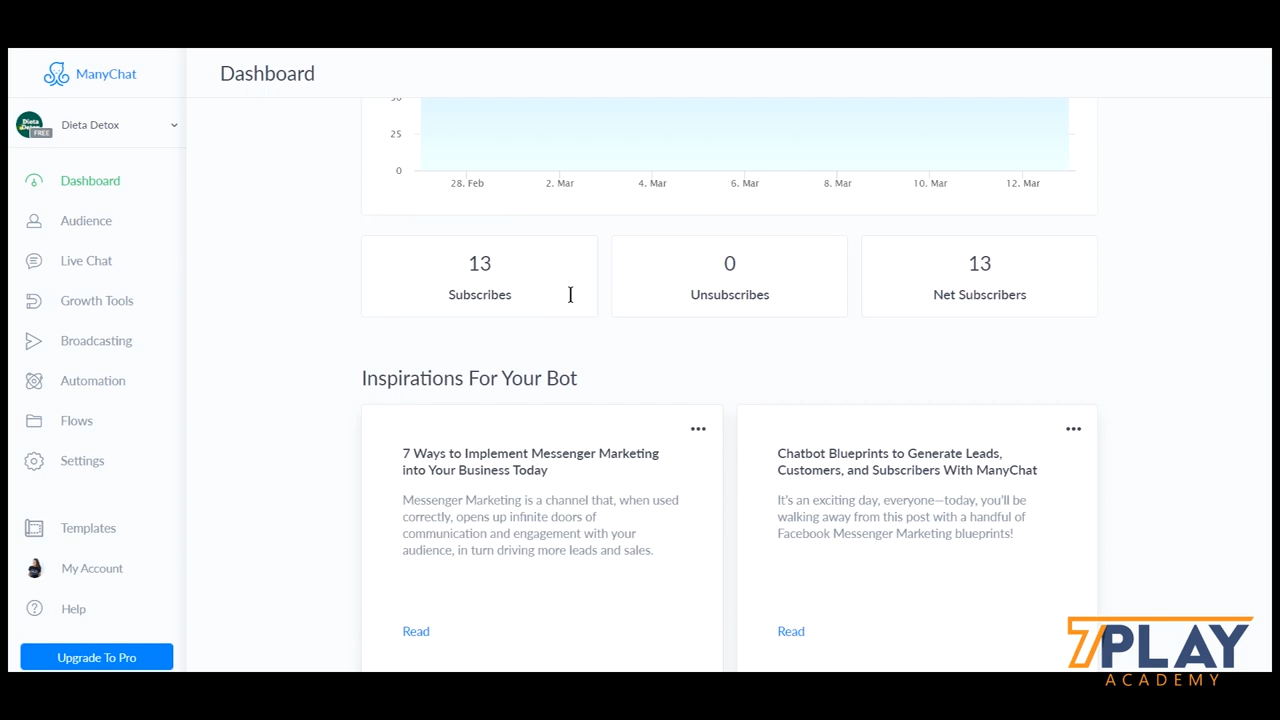 ManyChat
Dashboard
Dieta Detox
FREE
Dashboard
Audience
Live Chat
Growth Tools
Broadcasting
Automation
Flows
Settings
Templates
My Account
Help
Upgrade To Pro
25
0
28. Feb
2. Mar
4. Mar
6. Mar
8. Mar
10. Mar
12. Mar
13
Subscribes
0
Unsubscribes
13
Net Subscribers
Inspirations For Your Bot
7 Ways to Implement Messenger Marketing
into Your Business Today
Messenger Marketing is a channel that, when used
correctly, opens up infinite doors of
communication and engagement with your
audience, in turn driving more leads and sales.
Read
Chatbot Blueprints to Generate Leads,
Customers, and Subscribers With ManyChat
It's an exciting day, everyone—today, you'll be
walking away from this post with a handful of
Facebook Messenger Marketing blueprints!
Read
7PLAY
ACADEMY